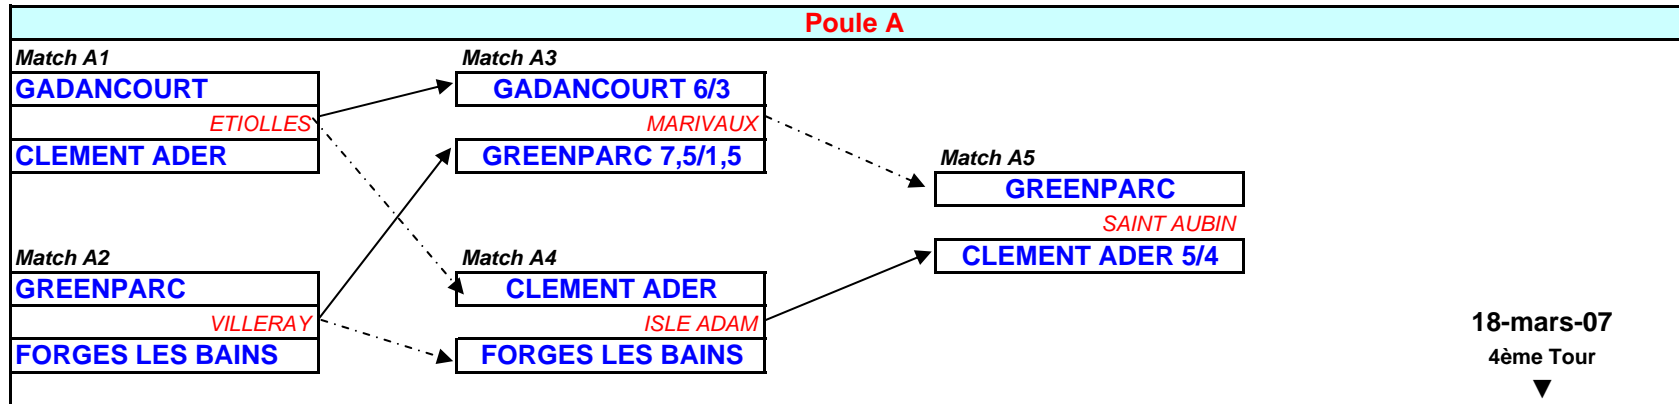 Poule A
Match A1
GADANCOURT
ETIOLLES
CLEMENT ADER
Match A2
GREENPARC
VILLERAY
FORGES LES BAINS
Match A3
GADANCOURT 6/3
MARIVAUX
GREENPARC 7,5/1,5
Match A4
CLEMENT ADER
ISLE ADAM
FORGES LES BAINS
Match A5
GREENPARC
SAINT AUBIN
CLEMENT ADER 5/4
18-mars-07
4ème Tour